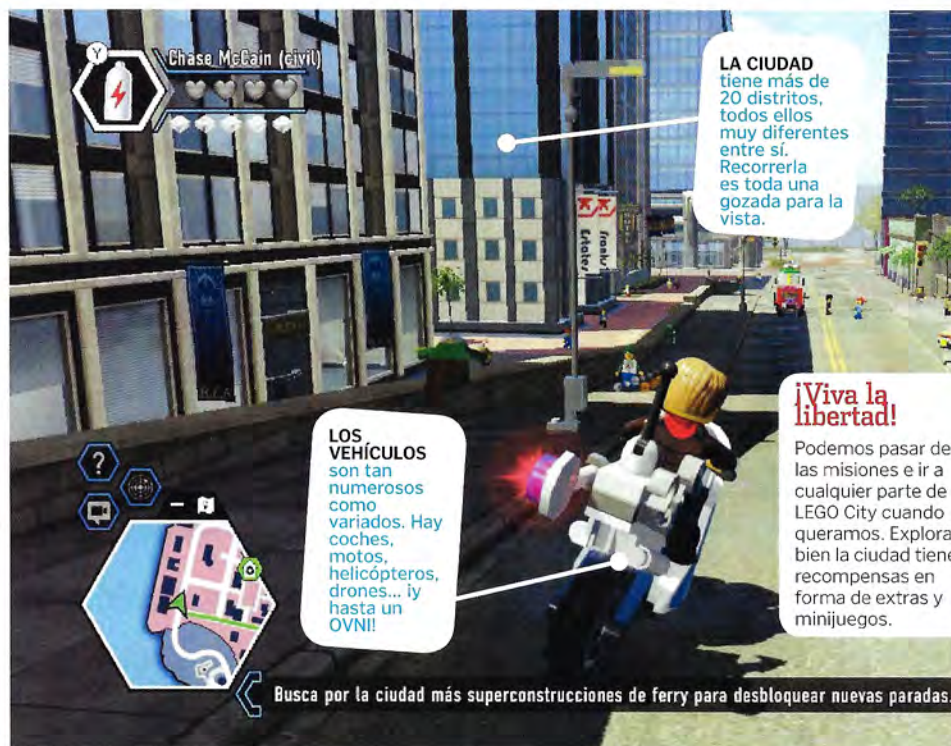 Y
Chase McCain (civil)
LA CIUDAD
tiene más de
20 distritos,
todos ellos
muy diferentes
entre sí.
Recorrerla
es toda una
gozada para la
vista.
Estates
LOS
VEHÍCULOS
son tan
numerosos
como
variados. Hay
coches,
motos,
helicópteros,
drones... ¡y
hasta un
OVNI!
¡Viva la
libertad!
Podemos pasar de
las misiones e ir a
cualquier parte de
LEGO City cuando
queramos. Explora
bien la ciudad tiene
recompensas en
forma de extras y
minijuegos.
?
Busca por la ciudad más superconstrucciones de ferry para desbloquear nuevas paradas.